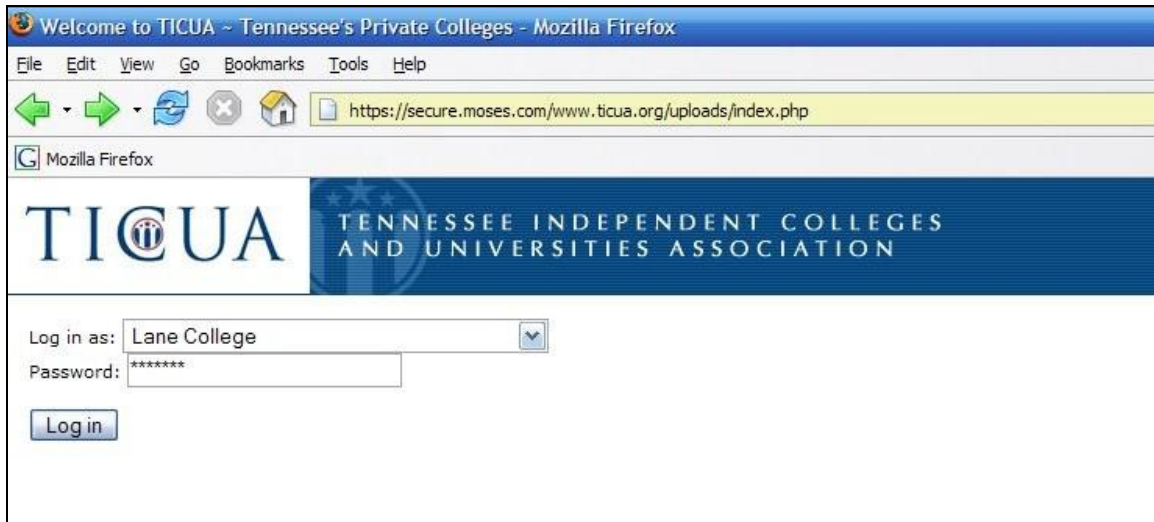 Welcome to TICUA ~ Tennessee's Private Colleges - Mozilla Firefox
File Edit View Go Bookmarks Tools Help
https://secure.moses.com/www.ticua.org/uploads/index.php
G Mozilla Firefox
TICUA
TENNESSEE INDEPENDENT COLLEGES
AND UNIVERSITIES ASSOCIATION
Log in as: Lane College
Password: *******
Log in